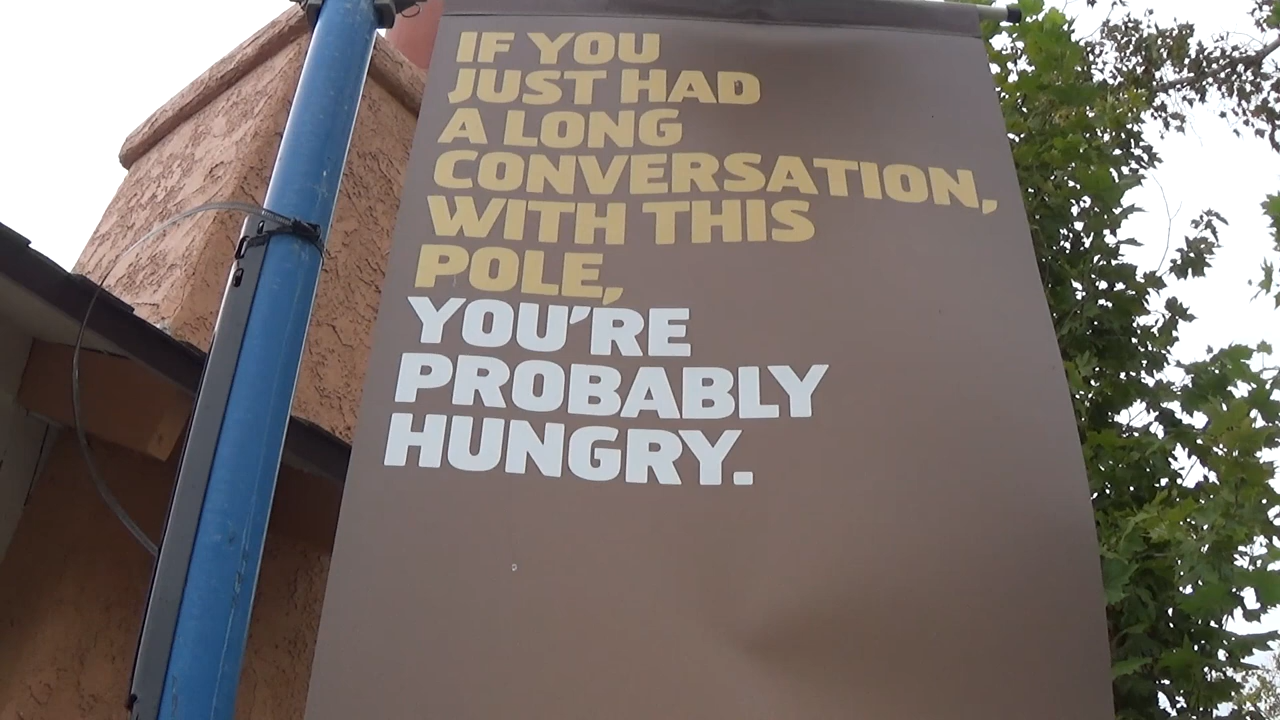 IF YOU
JUST HAD
A LONG
CONVERSATION,
WITH THIS
POLE,
YOU'RE
PROBABLY
HUNGRY.